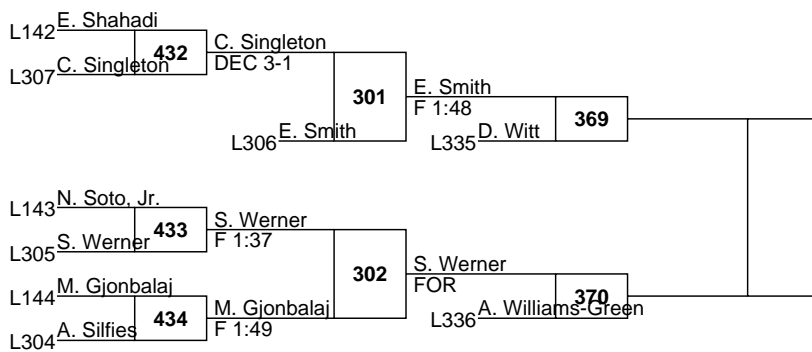 L142 E. Shahadi
432
C. Singleton
DEC 3-1
L307 C. Singleton
301
E. Smith
F 1:48
369
L306 E. Smith
L335 D. Witt
L143 N. Soto, Jr.
433
S. Werner
F 1:37
L305 S. Werner
302
S. Werner
FOR
370
L144 M. Gjonbalaj
434
M. Gjonbalaj
F 1:49
L336 A. Williams-Green
L304 A. Silfies